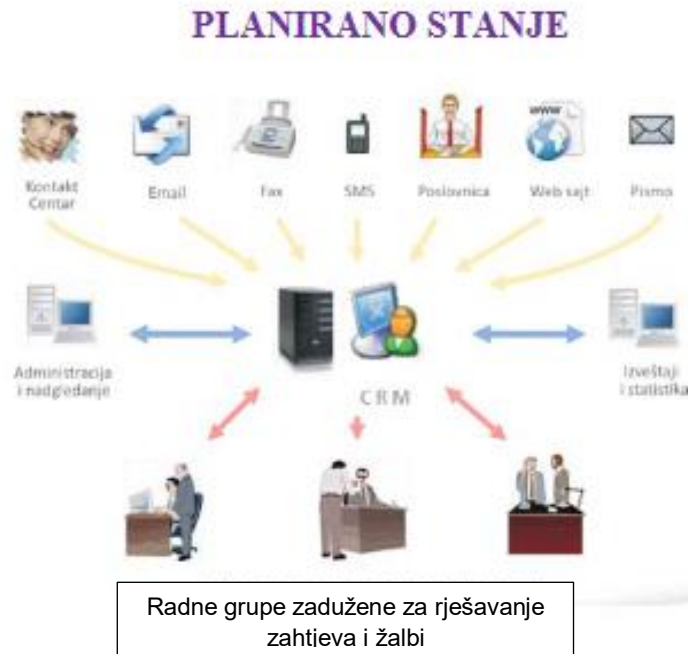 PLANIRANO STANJE
www
Kontakt
Centar
Email
Fax
SMS
Poslovnica
Web sajt
Pismo
Administracija
i nadgledanje
CRM
Izveštaji
i statistika
Radne grupe zadužene za rješavanje
zahtjeva i žalbi